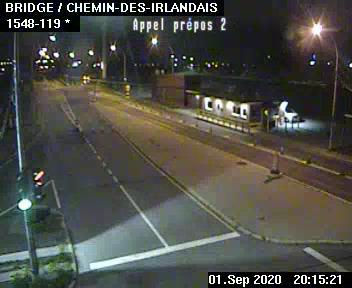 BRIDGE / CHEMIN-DES-IRLANDAIS
1548-119 *
Appel prépos 2
01.Sep 2020 20:15:21